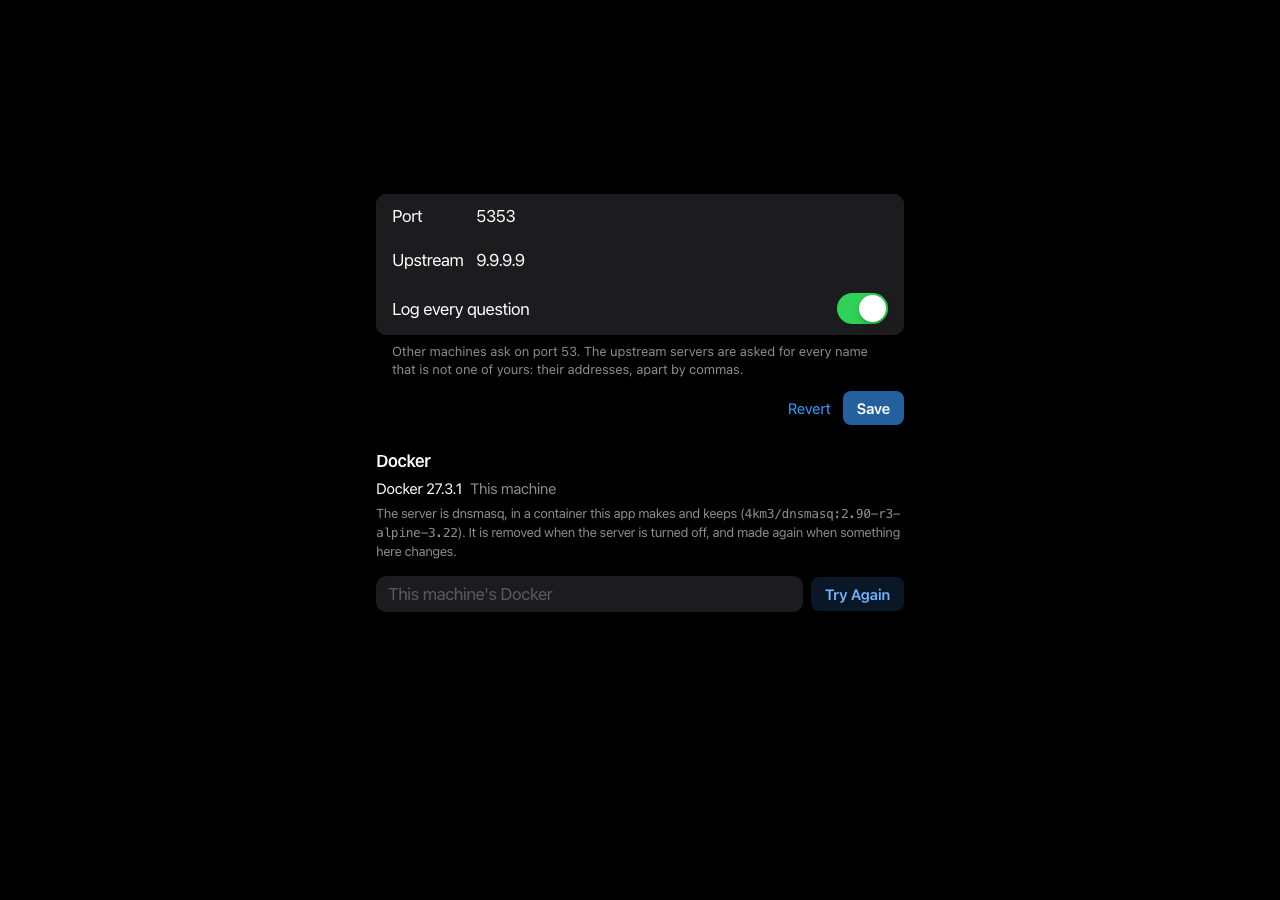 Port 5353
Upstream 9.9.9.9
Log every question
Other machines ask on port 53. The upstream servers are asked for every name
that is not one of yours: their addresses, apart by commas.
Revert Save
Docker
Docker 27.3.1 This machine
The server is dnsmasq, in a container this app makes and keeps (4km3/dnsmasq:2.90-r3-
alpine-3.22). It is removed when the server is turned off, and made again when something
here changes.
This machine's Docker Try Again